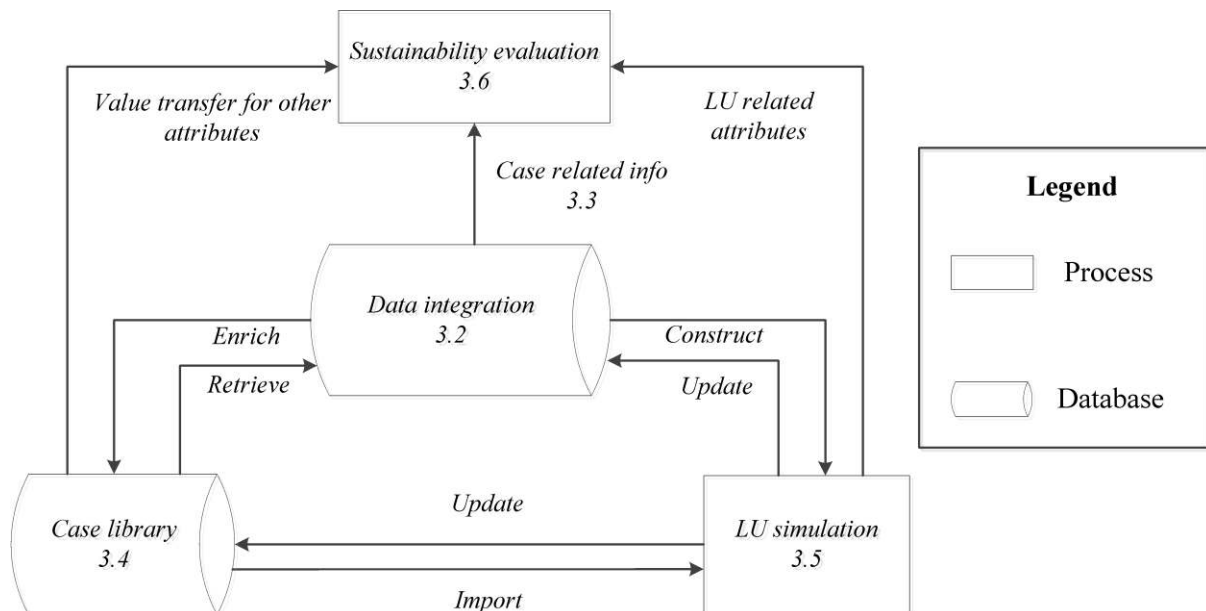 Sustainability evaluation
3.6
Value transfer for other
attributes
LU related
attributes
Case related info
3.3
Legend
Process
Data integration
3.2
Enrich
Construct
Retrieve
Update
Database
Update
Case library
3.4
LU simulation
3.5
Import